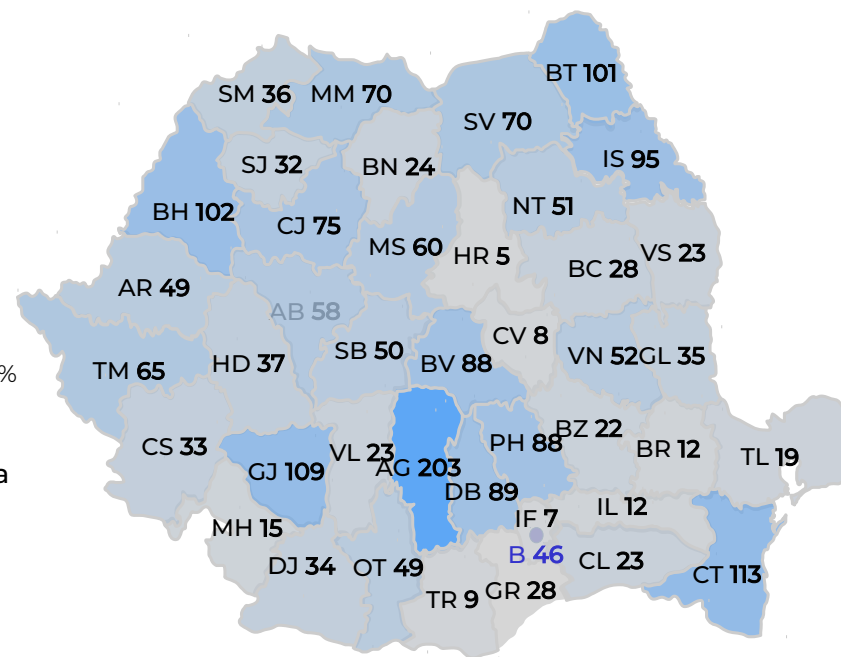 BT 101
SM 36
MM 70
SV 70
IS 95
SJ 32
BN 24
NT 51
BH 102
CJ 75
MS 60
HR 5
BC 28
VS 23
AR 49
AB 58
CV 8
SB 50
BV 88
VN 52
GL 35
TM 65
HD 37
%
BZ 22
PH 88
CS 33
VL 23
BR 12
TL 19
GJ 109
AG 203
a
DB 89
IL 12
IF 7
MH 15
B 46
CL 23
DJ 34
OT 49
CT 113
GR 28
TR 9